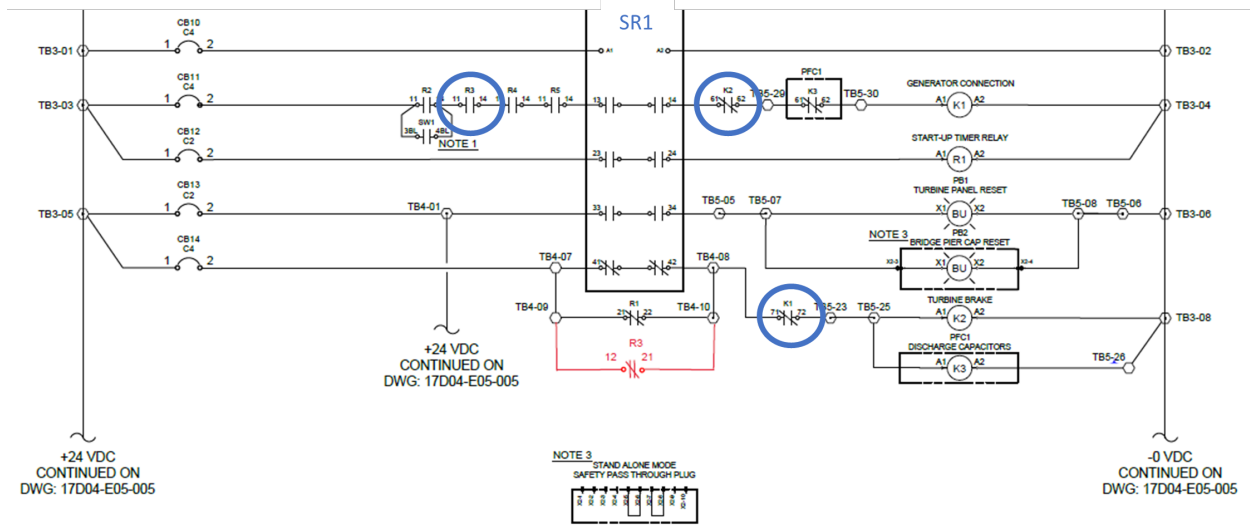 SR1
CB10
C4
TB3-01 1 2 A1 A2 TB3-02
CB11
C4
TB3-03 1 2
R2 R3 R4 R5
11 11 14 14 11 14 13 14
K2
61 62
TB5-29
PFC1
K3
61 62
TB5-30
GENERATOR CONNECTION
A1 K1 A2
TB3-04
SW1
3BL 4BL
NOTE 1
CB12
C2
1 2 23 24
START-UP TIMER RELAY
A1 R1 A2
CB13
C2
TB3-05 1 2 TB4-01 33 34 TB5-05 TB5-07
PB1
TURBINE PANEL RESET
X1 BU X2
TB5-08 TB5-06 TB3-06
CB14
C4
1 2 TB4-07 41 42 TB4-08
NOTE 3
PB2
BRIDGE PIER CAP RESET
X2-3 X1 BU X2 X2-4
TB4-09
R1
21 22
TB4-10
K1
71 72
TB5-23 TB5-25
TURBINE BRAKE
A1 K2 A2
TB3-08
R3
12 21
PFC1
DISCHARGE CAPACITORS
A1 K3 A2
TB5-26
+24 VDC
CONTINUED ON
DWG: 17D04-E05-005
+24 VDC
CONTINUED ON
DWG: 17D04-E05-005
-0 VDC
CONTINUED ON
DWG: 17D04-E05-005
NOTE 3
STAND ALONE MODE
SAFETY PASS THROUGH PLUG